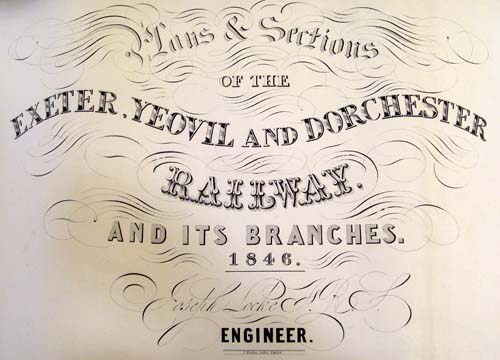 Plans & Sections
OF THE
EXETER, YEOVIL AND DORCHESTER
RAILWAY.
AND ITS BRANCHES.
1846.
Joseph Locke F. R. S.
ENGINEER.